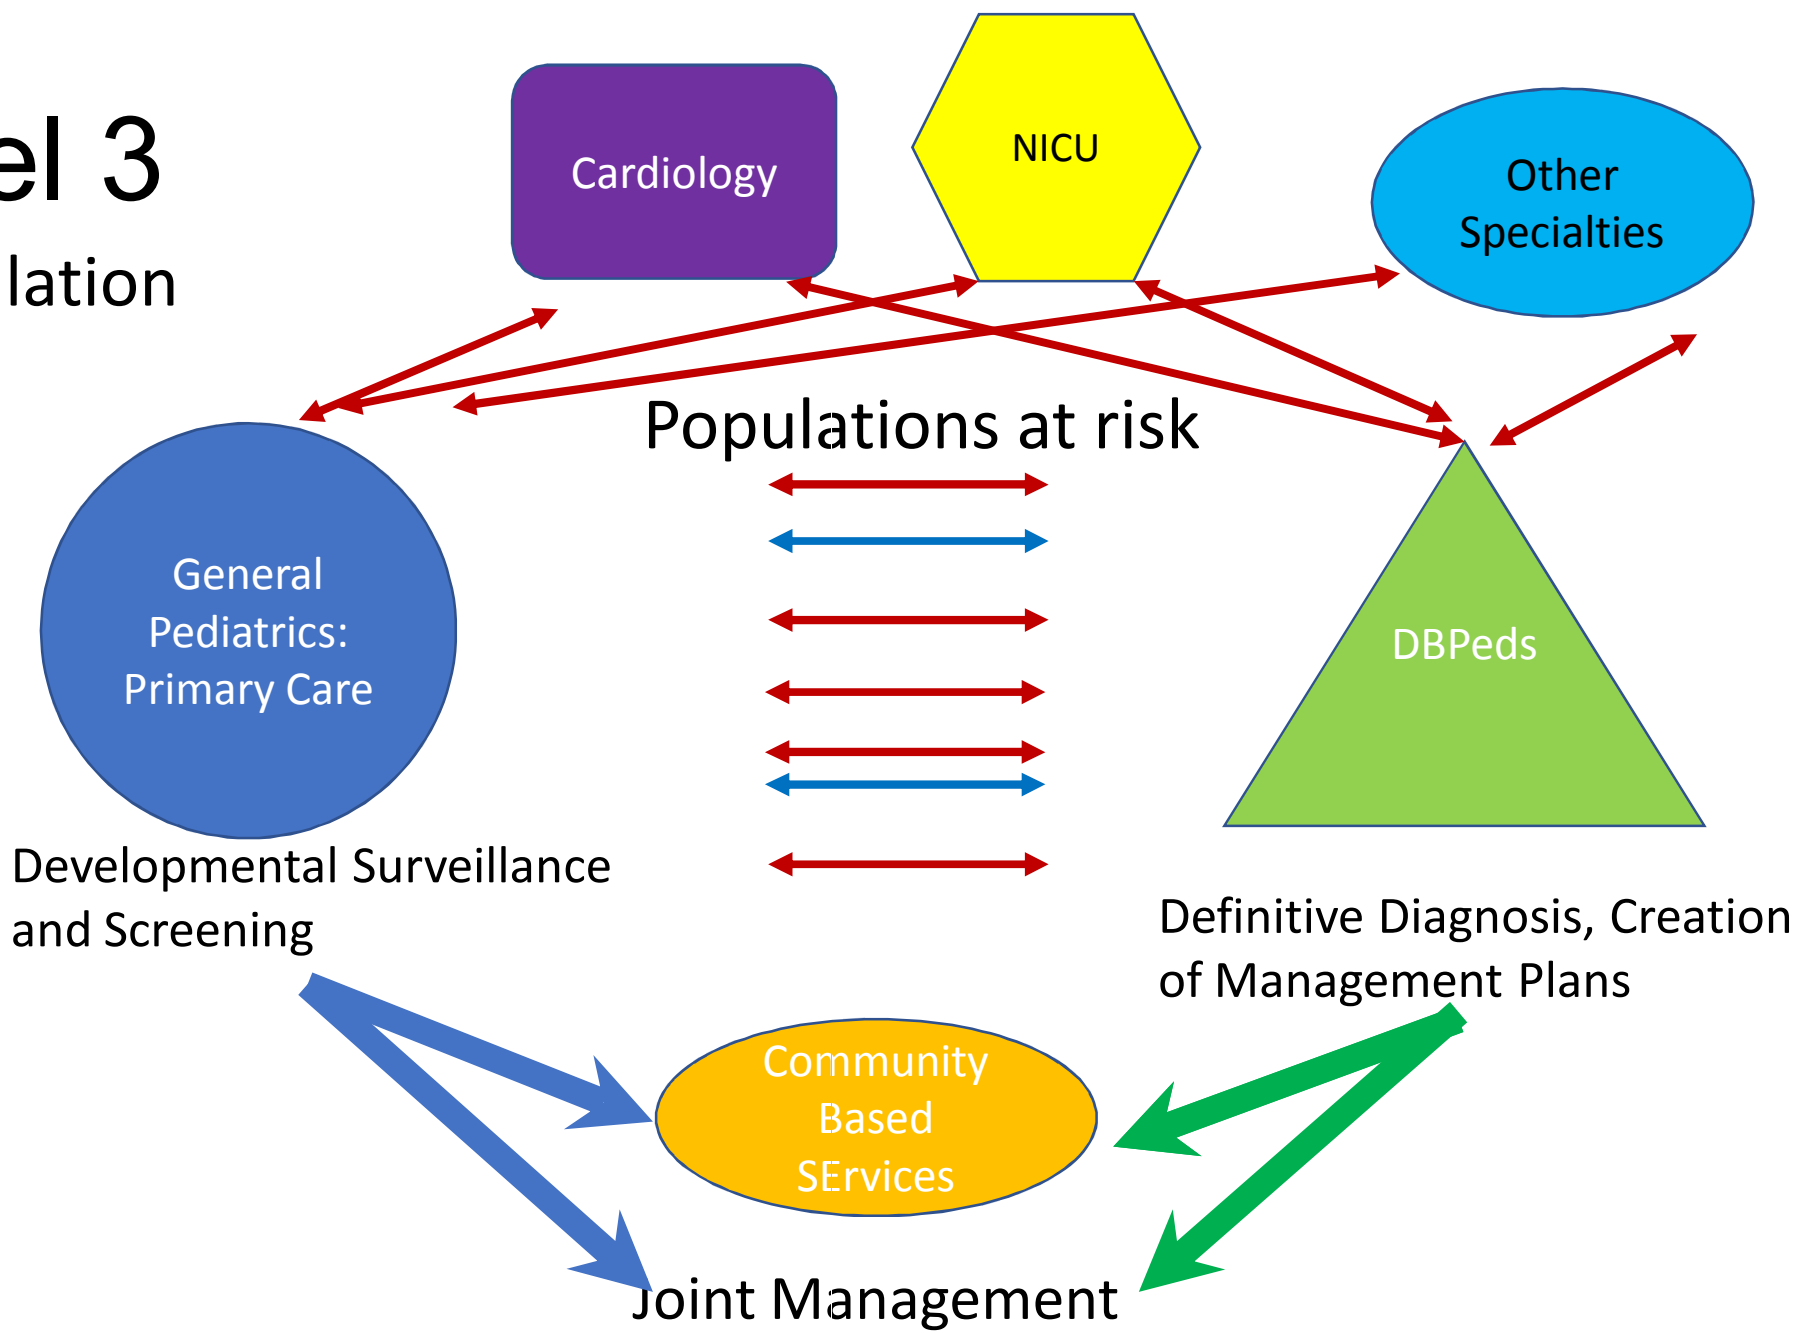 el 3
lation
Cardiology
NICU
Other
Specialties
Populations at risk
General
Pediatrics:
Primary Care
DBPeds
Developmental Surveillance
and Screening
Definitive Diagnosis, Creation
of Management Plans
Community
Based
SErvices
Joint Management